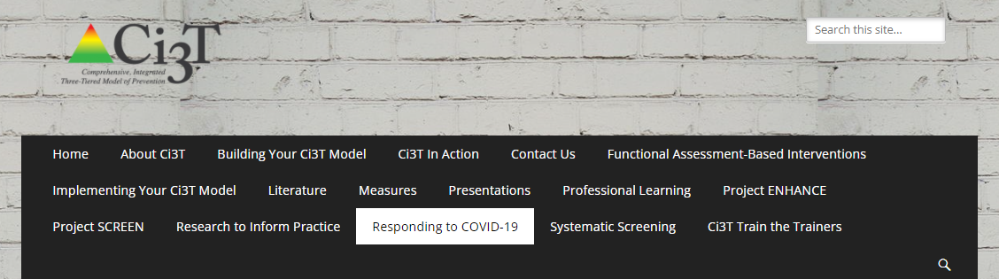 Ci3T
Comprehensive, Integrated
Three-Tiered Model of Prevention
Search this site...
Home About Ci3T Building Your Ci3T Model Ci3T In Action Contact Us Functional Assessment-Based Interventions
Implementing Your Ci3T Model Literature Measures Presentations Professional Learning Project ENHANCE
Project SCREEN Research to Inform Practice Responding to COVID-19 Systematic Screening Ci3T Train the Trainers